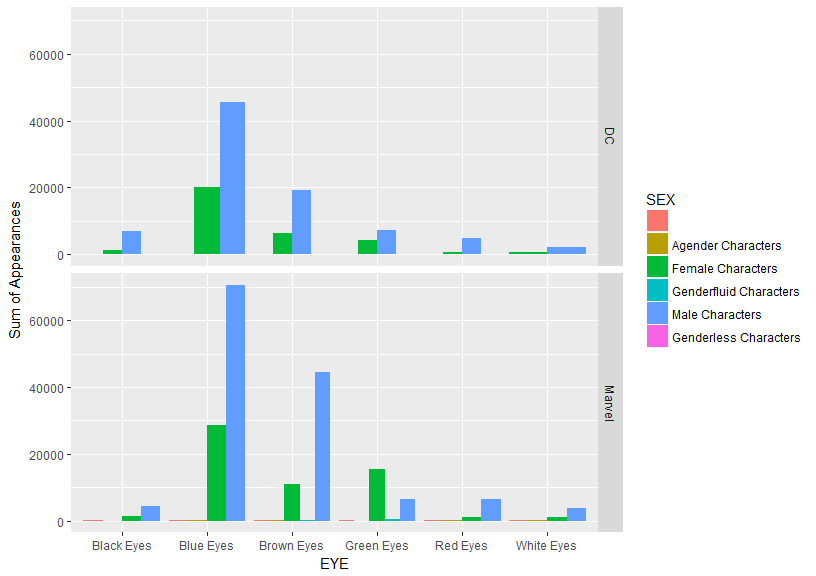 Sum of Appearances
60000
40000
20000
0
DC
60000
40000
20000
0
Marvel
Black Eyes
Blue Eyes
Brown Eyes
Green Eyes
Red Eyes
White Eyes
EYE
SEX
Agender Characters
Female Characters
Genderfluid Characters
Male Characters
Genderless Characters